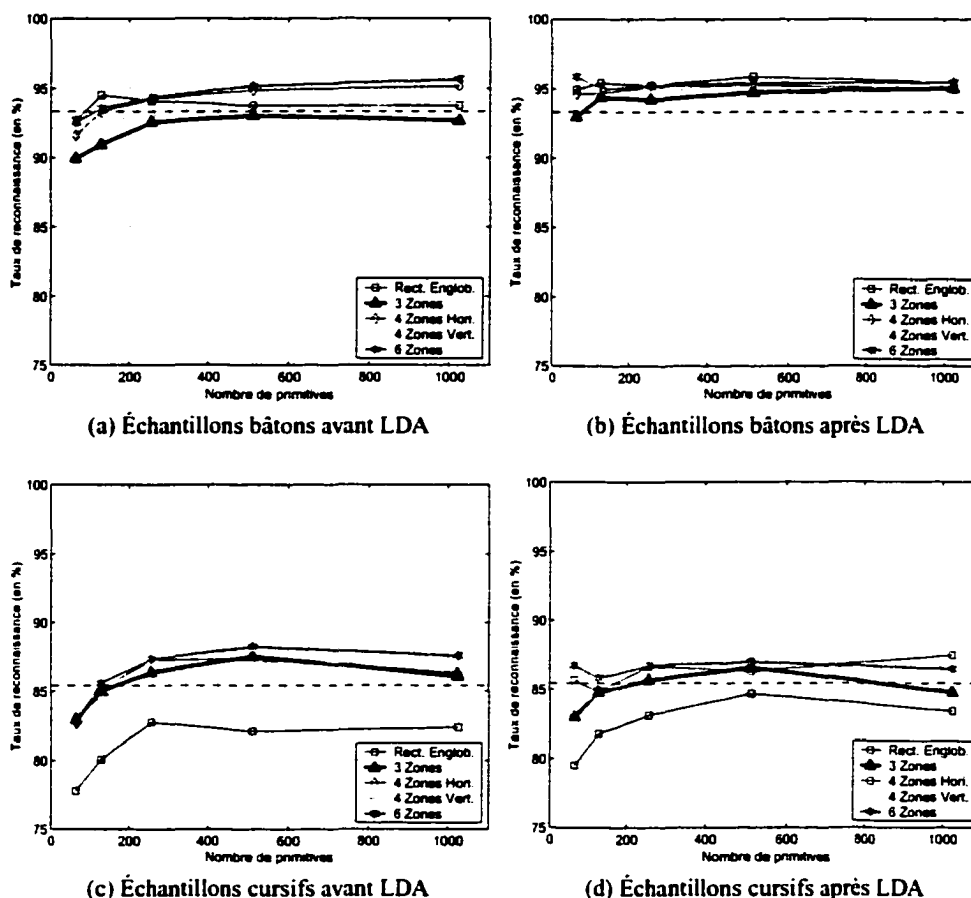 100
95
90
85
80
75
0
200
400
600
800
1000
Taux de reconnaissance (en %)
Nombre de primitives
Rect. Englob.
3 Zones
4 Zones Hori.
4 Zones Vert.
6 Zones
(a) Échantillons bâtons avant LDA
100
95
90
85
80
75
0
200
400
600
800
1000
Taux de reconnaissance (en %)
Nombre de primitives
Rect. Englob.
3 Zones
4 Zones Hori.
4 Zones Vert.
6 Zones
(b) Échantillons bâtons après LDA
100
95
90
85
80
75
0
200
400
600
800
1000
Taux de reconnaissance (en %)
Nombre de primitives
Rect. Englob.
3 Zones
4 Zones Hori.
4 Zones Vert.
6 Zones
(c) Échantillons cursifs avant LDA
100
95
90
85
80
75
0
200
400
600
800
1000
Taux de reconnaissance (en %)
Nombre de primitives
Rect. Englob.
3 Zones
4 Zones Hori.
4 Zones Vert.
6 Zones
(d) Échantillons cursifs après LDA